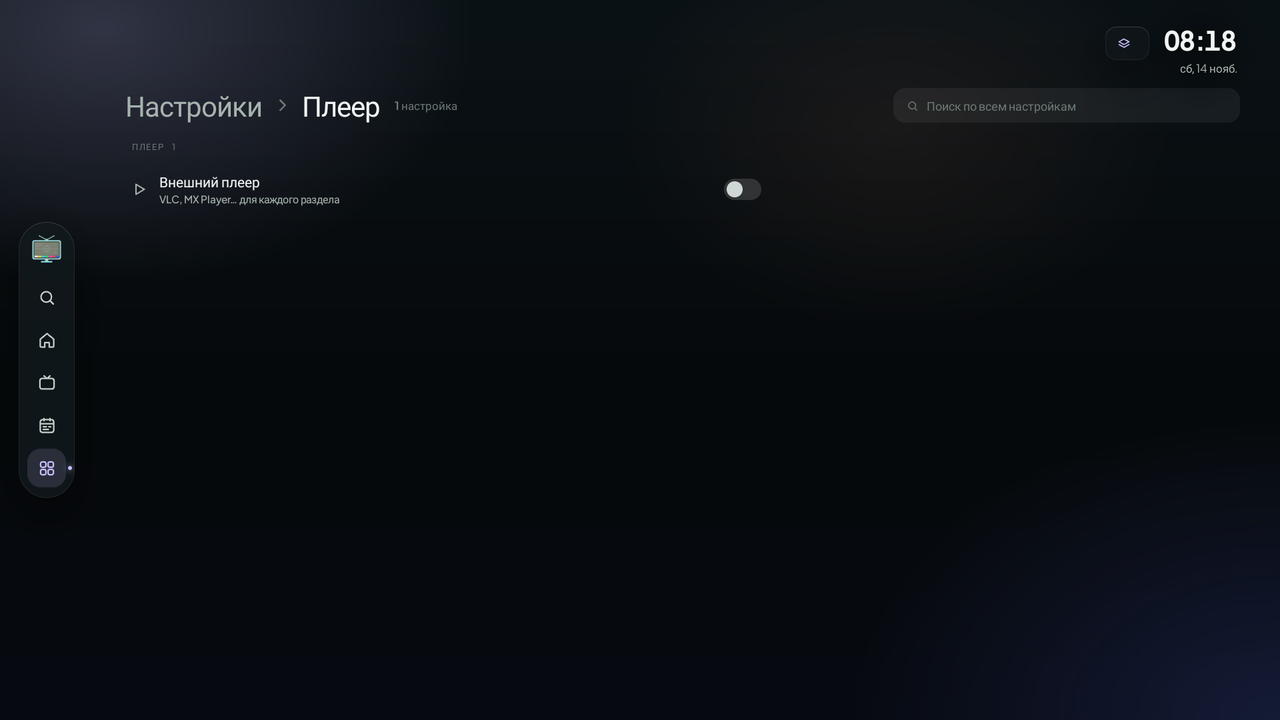 08:18
сб, 14 нояб.
Настройки > Плеер 1 настройка
Поиск по всем настройкам
ПЛЕЕР 1
Внешний плеер
VLC, MX Player... для каждого раздела